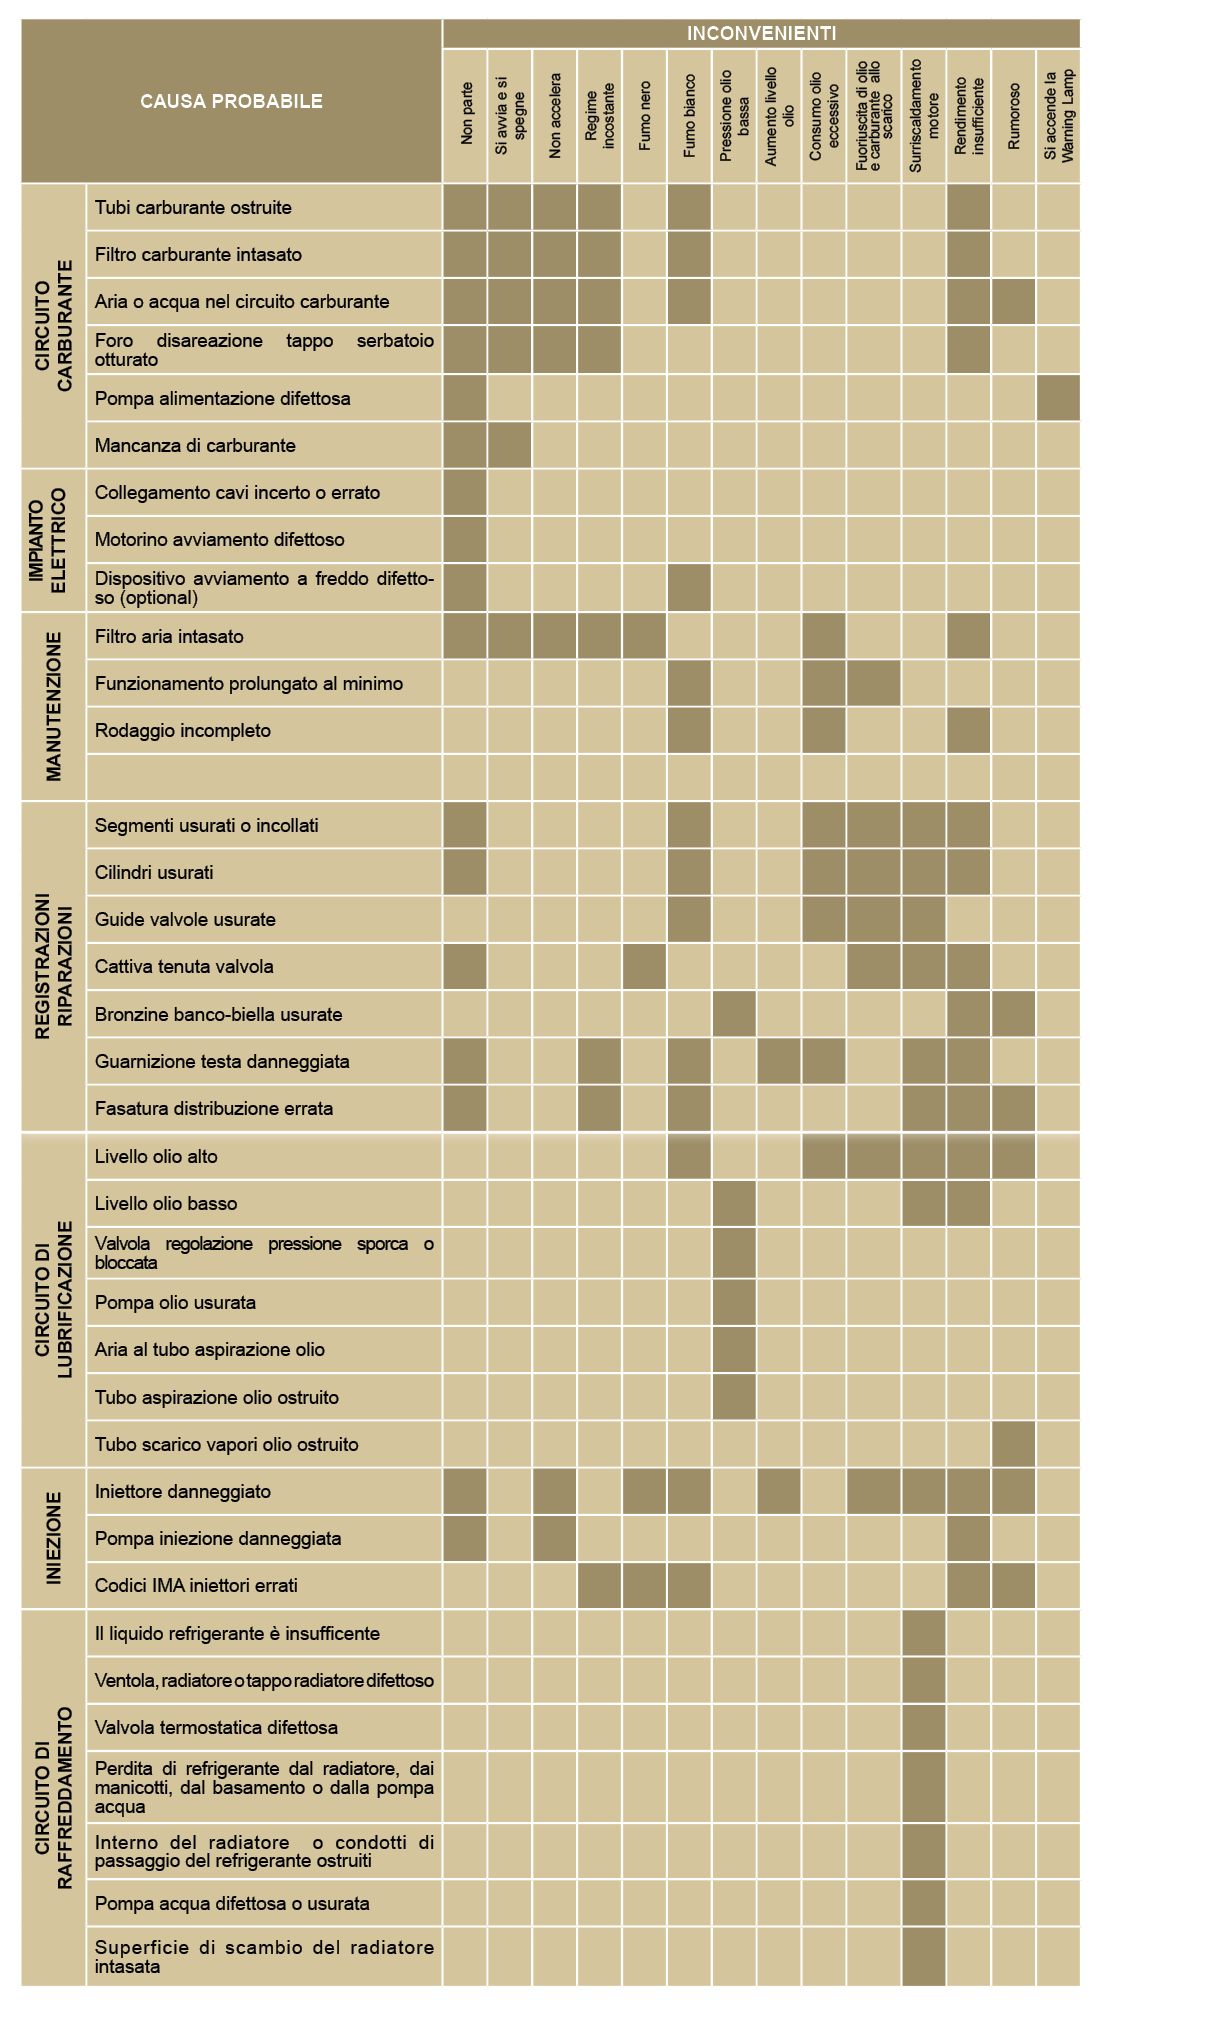 INCONVENIENTI
CAUSA PROBABILE
Non parte
Si avvia e si
spegne
Non accelera
Regime
incostante
Fumo nero
Fumo bianco
Pressione olio
bassa
Aumento livello
olio
Consumo olio
eccessivo
Fuoriuscita di olio
e carburante allo
scarico
Surriscaldamento
motore
Rendimento
insufficiente
Rumoroso
Si accende la
Warning Lamp
CIRCUITO
CARBURANTE
Tubi carburante ostruite
Filtro carburante intasato
Aria o acqua nel circuito carburante
Foro disareazione tappo serbatoio
otturato
Pompa alimentazione difettosa
Mancanza di carburante
IMPIANTO
ELETTRICO
Collegamento cavi incerto o errato
Motorino avviamento difettoso
Dispositivo avviamento a freddo difetto-
so (optional)
MANUTENZIONE
Filtro aria intasato
Funzionamento prolungato al minimo
Rodaggio incompleto
REGISTRAZIONI
RIPARAZIONI
Segmenti usurati o incollati
Cilindri usurati
Guide valvole usurate
Cattiva tenuta valvola
Bronzine banco-biella usurate
Guarnizione testa danneggiata
Fasatura distribuzione errata
CIRCUITO DI
LUBRIFICAZIONE
Livello olio alto
Livello olio basso
Valvola regolazione pressione sporca o
bloccata
Pompa olio usurata
Aria al tubo aspirazione olio
Tubo aspirazione olio ostruito
Tubo scarico vapori olio ostruito
INIEZIONE
Iniettore danneggiato
Pompa iniezione danneggiata
Codici IMA iniettori errati
CIRCUITO DI
RAFFREDDAMENTO
Il liquido refrigerante è insufficente
Ventola, radiatore o tappo radiatore difettoso
Valvola termostatica difettosa
Perdita di refrigerante dal radiatore, dai
manicotti, dal basamento o dalla pompa
acqua
Interno del radiatore o condotti di
passaggio del refrigerante ostruiti
Pompa acqua difettosa o usurata
Superficie di scambio del radiatore
intasata